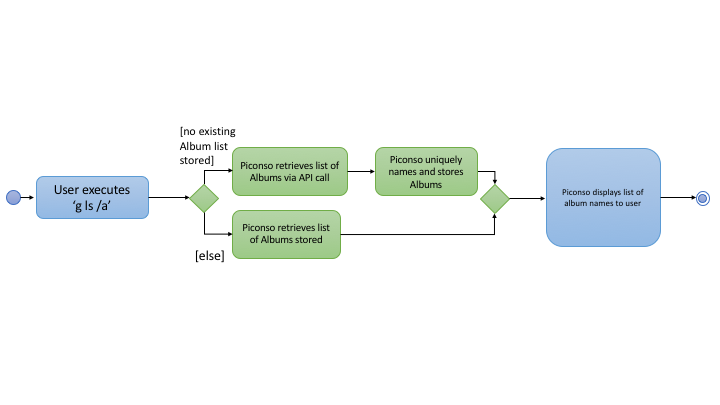 [no existing
Album list
stored]
User executes
‘g ls /a’
Piconso retrieves list of
Albums via API call
Piconso uniquely
names and stores
Albums
Piconso retrieves list
of Albums stored
[else]
Piconso displays list of
album names to user